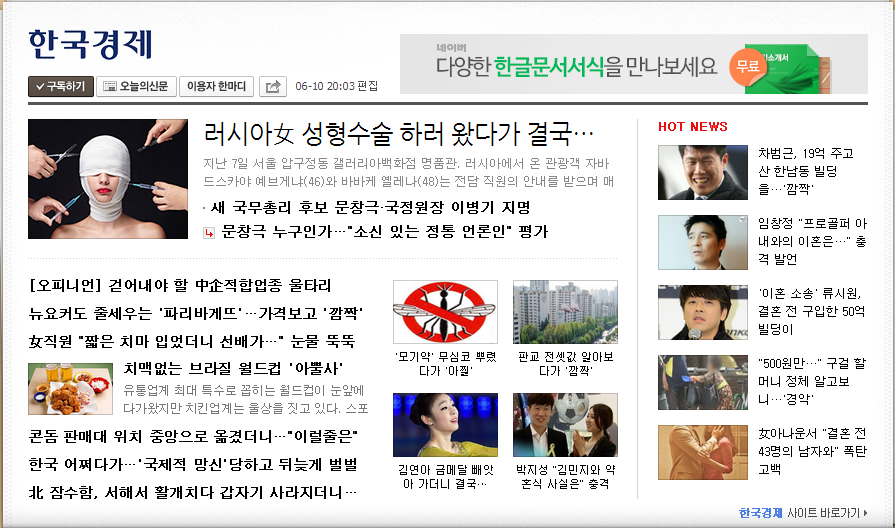 한국경제
네이버
다양한 한글문서서식을 만나보세요
무료
구독하기
오늘의신문
이용자 한마디
06-10 20:03 편집
러시아女 성형수술 하러 왔다가 결국…
지난 7일 서울 압구정동 갤러리아백화점 명품관. 러시아에서 온 관광객 자바
드스카야 예브게냐(46)와 바바케 옐레나(48)는 전담 직원의 안내를 받으며 매
새 국무총리 후보 문창극·국정원장 이병기 지명
문창극 누구인가…"소신 있는 정통 언론인" 평가
[오피니언] 걷어내야 할 中企적합업종 울타리
뉴요커도 줄세우는 '파리바게뜨'…가격보고 '깜짝'
女직원 "짧은 치마 입었더니 선배가…" 눈물 뚝뚝
치맥없는 브라질 월드컵 '아뿔사'
유통업계 최대 특수로 꼽히는 월드컵이 눈앞에
다가왔지만 치킨업계는 울상을 짓고 있다. 스포
콘돔 판매대 위치 중앙으로 옮겼더니…"이럴줄은"
한국 어쩌다가…'국제적 망신'당하고 뒤늦게 벌벌
北 잠수함, 서해서 활개치다 갑자기 사라지더니…
'모기약' 무심코 뿌렸
다가 '아찔'
판교 전셋값 알아보
다가 '깜짝'
김연아 금메달 빼앗
아 가더니 결국…
박지성 "김민지와 약
혼식 사실은" 충격
HOT NEWS
차범근, 19억 주고
산 한남동 빌딩
을…'깜짝'
임창정 "프로골퍼 아
내와의 이혼은…" 충
격 발언
'이혼 소송' 류시원,
결혼 전 구입한 50억
빌딩이
"500위안…" 구걸 할
머니 정체 알고보
니…'경악'
女아나운서 "결혼 전
43명의 남자와" 폭탄
고백
한국경제 사이트 바로가기